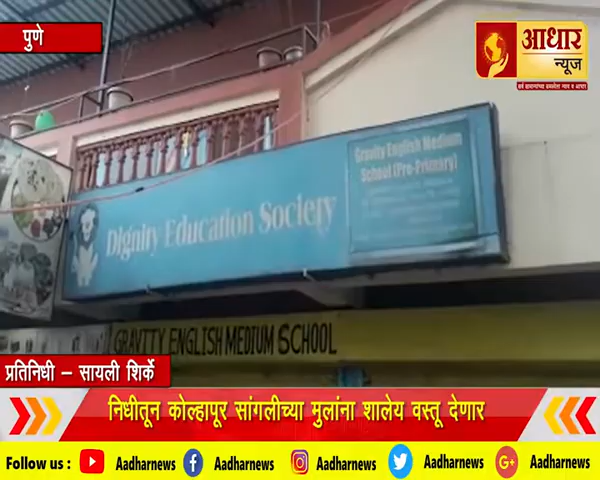 पुणे
आधार
न्यूज
Gravity English Medium
School (Pre-Primary)
Dignity Education Society
GRAVITY ENGLISH MEDIUM SCHOOL
प्रतिनिधी – सायली शिर्के
निधीतून कोल्हापूर सांगलीच्या मुलांना शालेय वस्तू देणार
Follow us : Aadharnews Aadharnews Aadharnews Aadharnews G+ Aadharnews